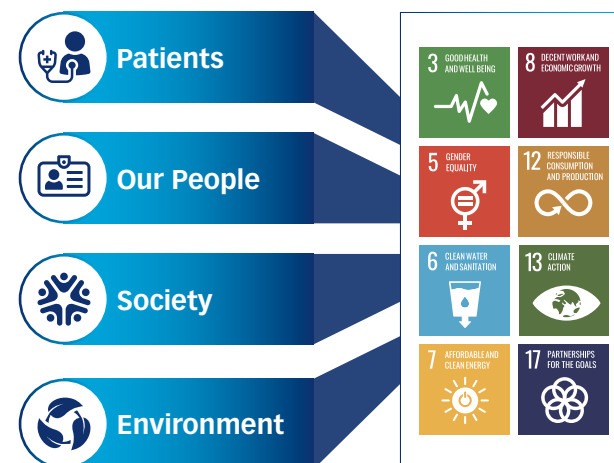 Patients
Our People
Society
Environment
3 GOOD HEALTH
AND WELL BEING
8 DECENT WORK AND
ECONOMIC GROWTH
5 GENDER
EQUALITY
12 RESPONSIBLE
CONSUMPTION
AND PRODUCTION
6 CLEAN WATER
AND SANITATION
13 CLIMATE
ACTION
7 AFFORDABLE AND
CLEAN ENERGY
17 PARTNERSHIPS
FOR THE GOALS